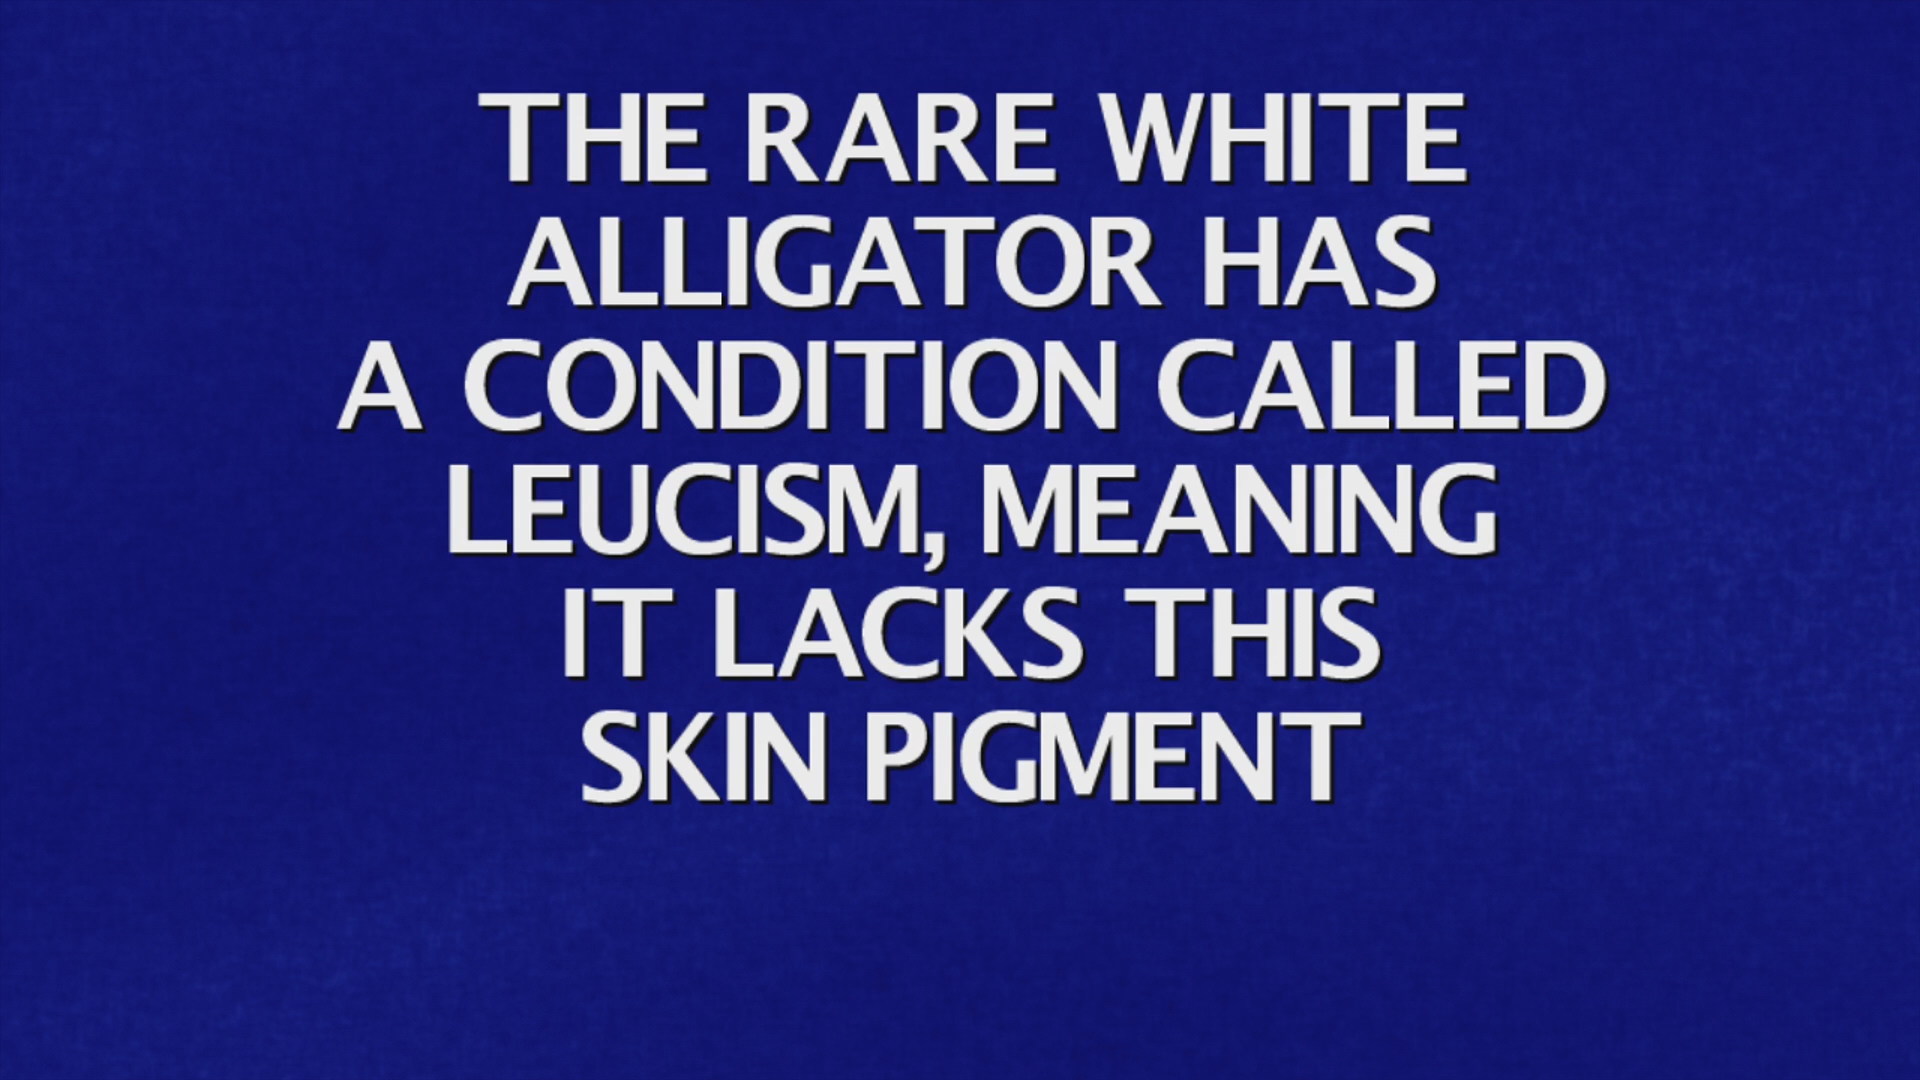 THE RARE WHITE
ALLIGATOR HAS
A CONDITION CALLED
LEUCISM, MEANING
IT LACKS THIS
SKIN PIGMENT